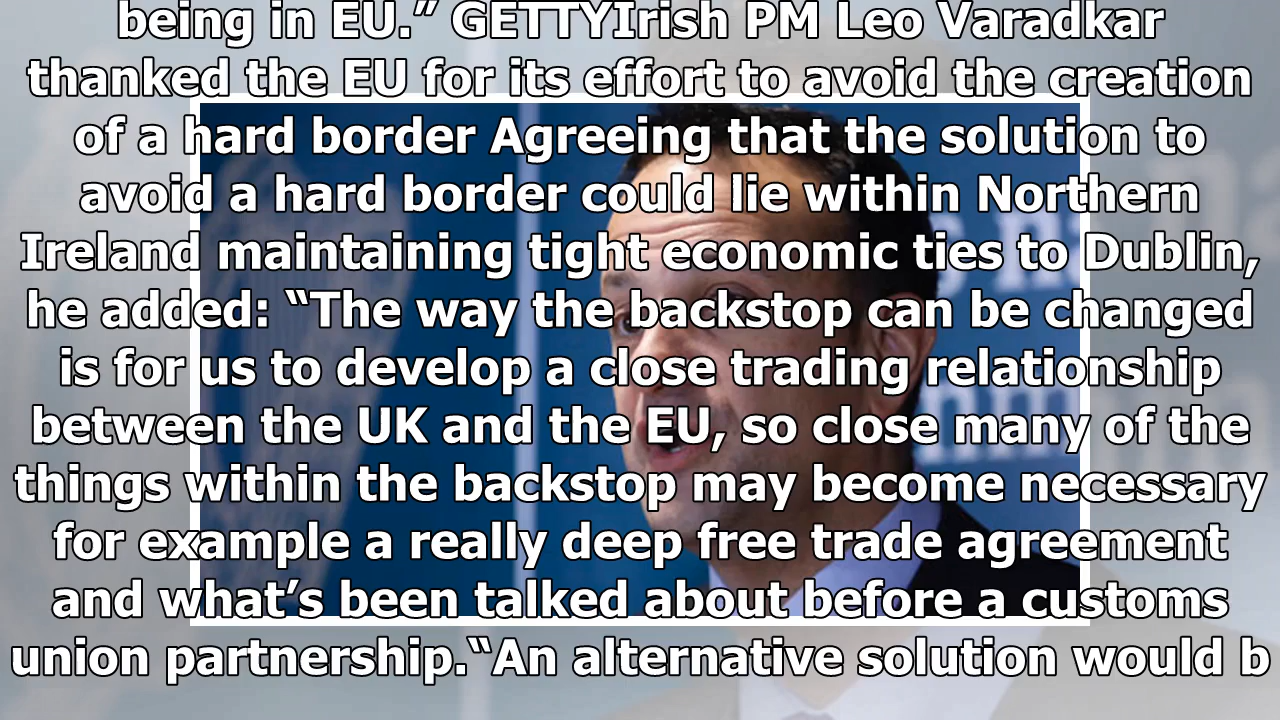 being in EU.” GETTYIrish PM Leo Varadkar
thanked the EU for its effort to avoid the creation
of a hard border Agreeing that the solution to
avoid a hard border could lie within Northern
Ireland maintaining tight economic ties to Dublin,
he added: “The way the backstop can be changed
is for us to develop a close trading relationship
between the UK and the EU, so close many of the
things within the backstop may become necessary
for example a really deep free trade agreement
and what’s been talked about before a customs
union partnership.“An alternative solution would b